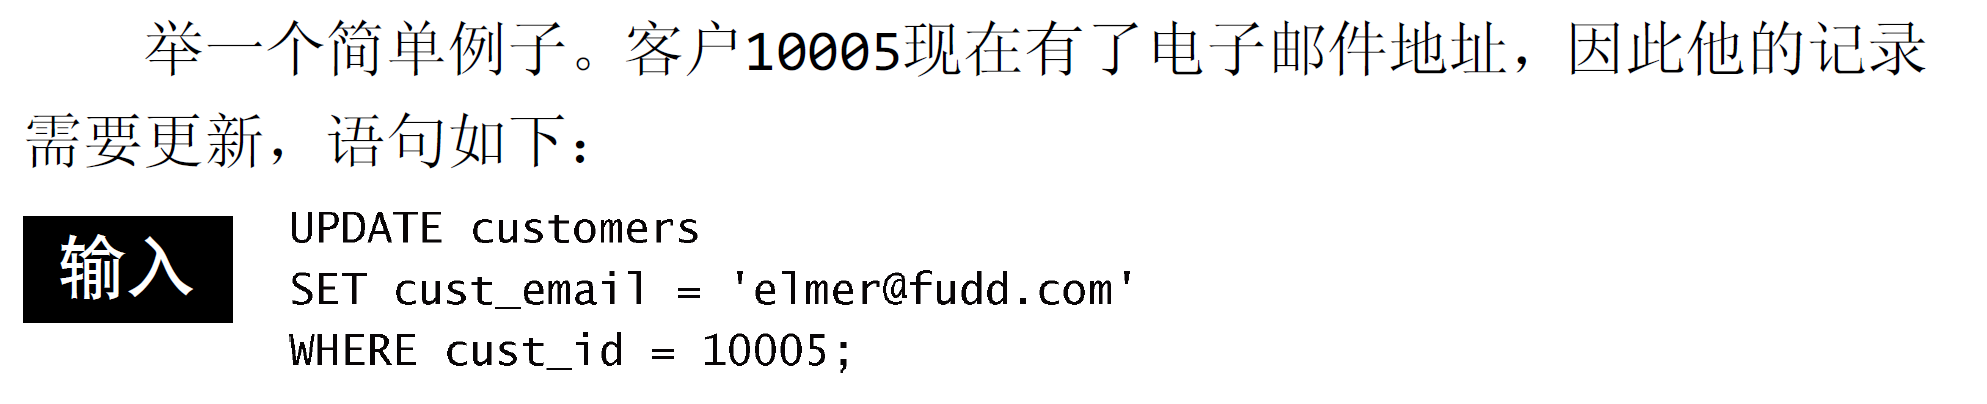 举一个简单例子。客户10005现在有了电子邮件地址，因此他的记录
需要更新，语句如下：
输入
UPDATE customers
SET cust_email = 'elmer@fudd.com'
WHERE cust_id = 10005;